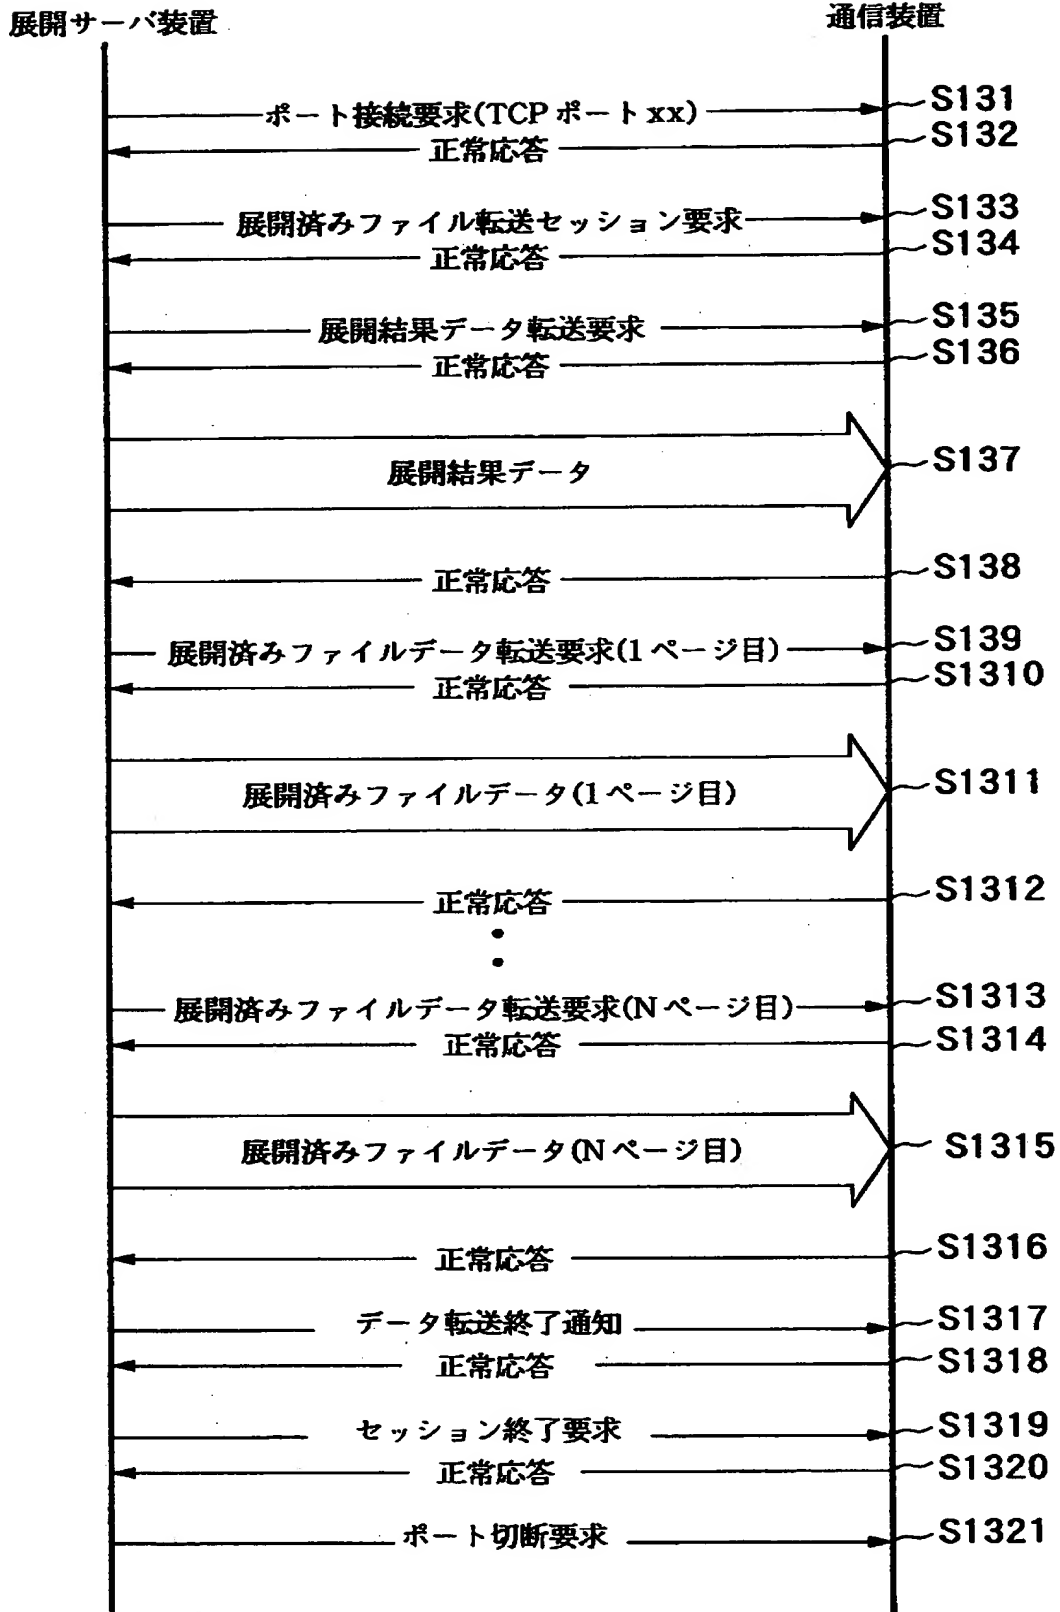 展開サーバ装置
通信装置
ポート接続要求(TCPポートxx)
S131
正常応答
S132
展開済みファイル転送セッション要求
S133
正常応答
S134
展開結果データ転送要求
S135
正常応答
S136
展開結果データ
S137
正常応答
S138
展開済みファイルデータ転送要求(1ページ目)
S139
正常応答
S1310
展開済みファイルデータ(1ページ目)
S1311
正常応答
S1312
展開済みファイルデータ転送要求(Nページ目)
S1313
正常応答
S1314
展開済みファイルデータ(Nページ目)
S1315
正常応答
S1316
データ転送終了通知
S1317
正常応答
S1318
セッション終了要求
S1319
正常応答
S1320
ポート切断要求
S1321